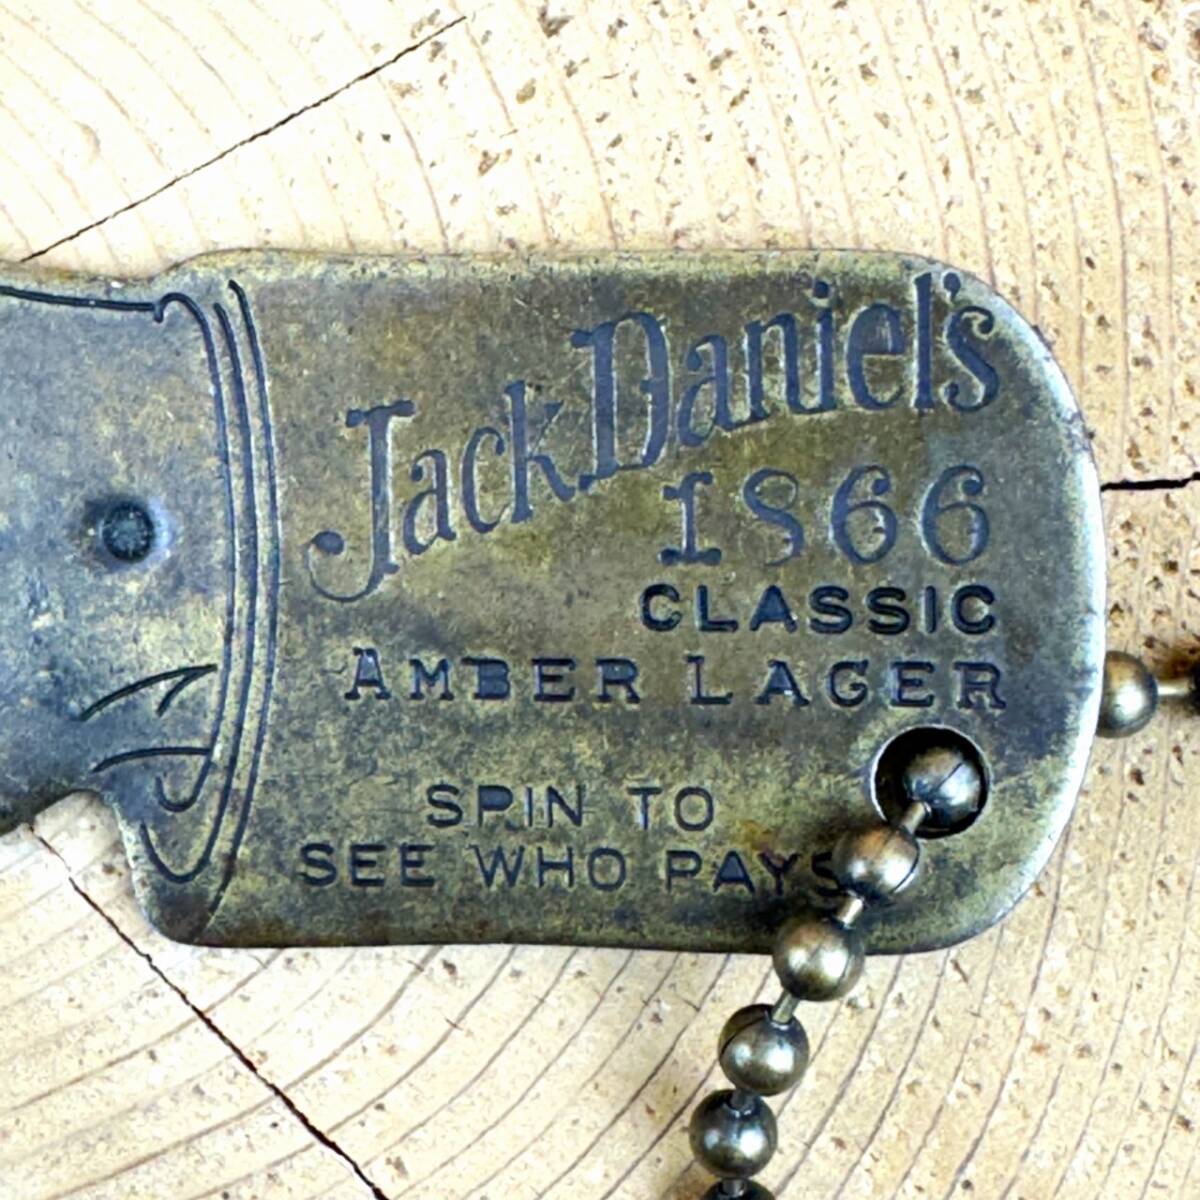 Jack Daniel's
1866
CLASSIC
AMBER LAGER
SPIN TO
SEE WHO PAYS